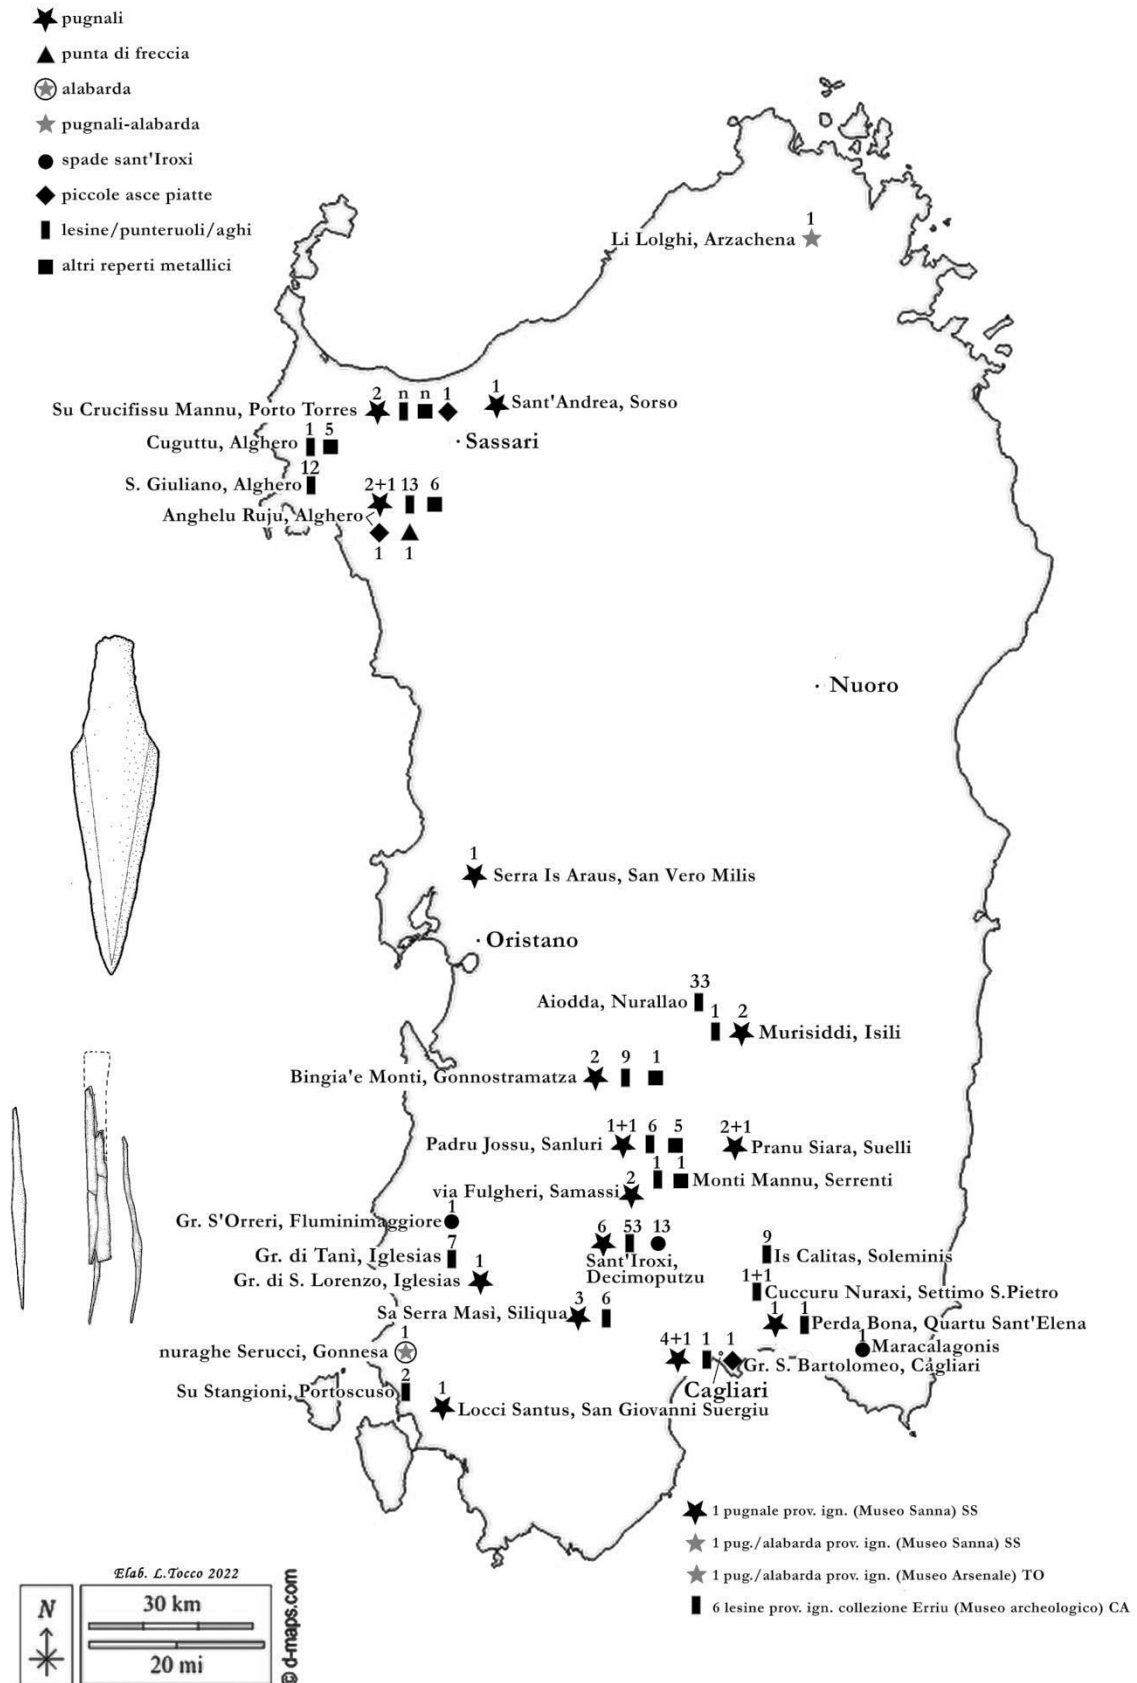 pugnali
punta di freccia
alabarda
pugnali-alabarda
spade sant'Iroxi
piccole asce piatte
lesine/punteruoli/aghi
altri reperti metallici
1
Li Lolghi, Arzachena
2 n n 1
Su Crucifissu Mannu, Porto Torres
1
Sant'Andrea, Sorso
1 5
Cuguttu, Alghero
Sassari
12
S. Giuliano, Alghero
2+1 13 6
Anghelu Ruju, Alghero
1 1
Nuoro
1
Serra Is Araus, San Vero Milis
Oristano
33
Aiodda, Nurallao
1 2
Murisiddi, Isili
2 9 1
Bingia'e Monti, Gonnostramatza
1+1 6 5
Padru Jossu, Sanluri
2+1
Pranu Siara, Suelli
1 1
Monti Mannu, Serrenti
2
via Fulgheri, Samassi
1
Gr. S'Orreri, Fluminimaggiore
7
Gr. di Tanì, Iglesias
1
Gr. di S. Lorenzo, Iglesias
6 53 13
Sant'Iroxi,
Decimoputzu
9
Is Calitas, Soleminis
1+1
Cuccuru Nuraxi, Settimo S.Pietro
3 6
Sa Serra Masì, Siliqua
1 1
Perda Bona, Quartu Sant'Elena
1
Maracalagonis
1
nuraghe Serucci, Gonnesa
4+1 1 1
Gr. S. Bartolomeo, Cagliari
Cagliari
2
Su Stangioni, Portoscuso
1
Locci Santus, San Giovanni Suergiu
1 pugnale prov. ign. (Museo Sanna) SS
1 pug./alabarda prov. ign. (Museo Sanna) SS
1 pug./alabarda prov. ign. (Museo Arsenale) TO
6 lesine prov. ign. collezione Erriu (Museo archeologico) CA
Elab. L.Tocco 2022
N
30 km
20 mi
© d-maps.com